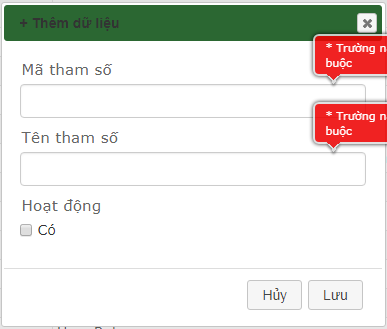 + Thêm dữ liệu
* Trường
buộc
Mã tham số
* Trường
buộc
Tên tham số
Hoạt động
Có
Hủy
Lưu